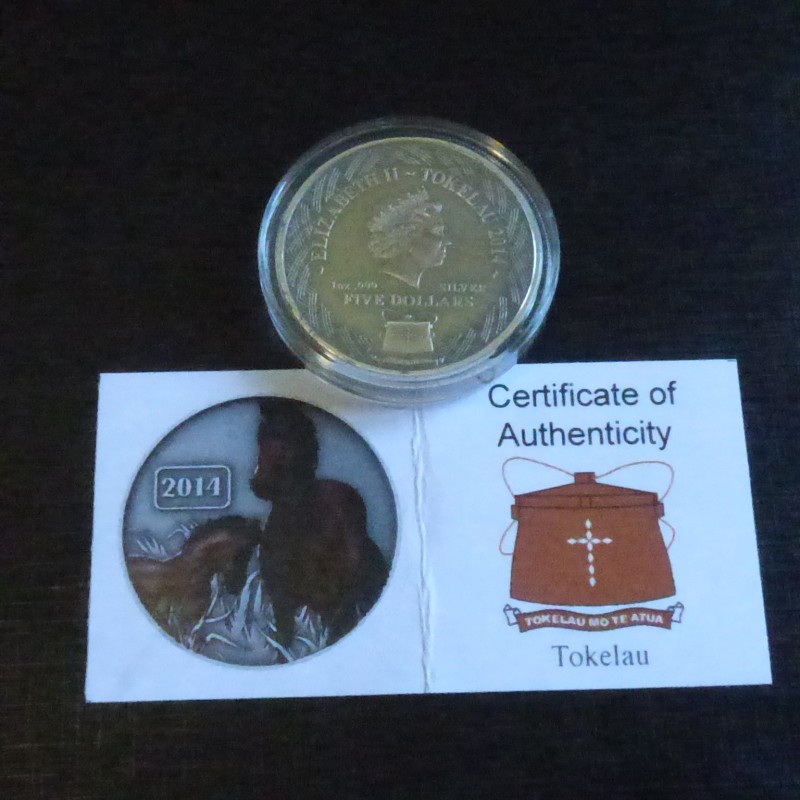 ~ ELIZABETH II ~ TOKELAU 2014 ~
1oz .999 SILVER
FIVE DOLLARS
2014
Certificate of
Authenticity
TOKELAU MO TE ATUA
Tokelau